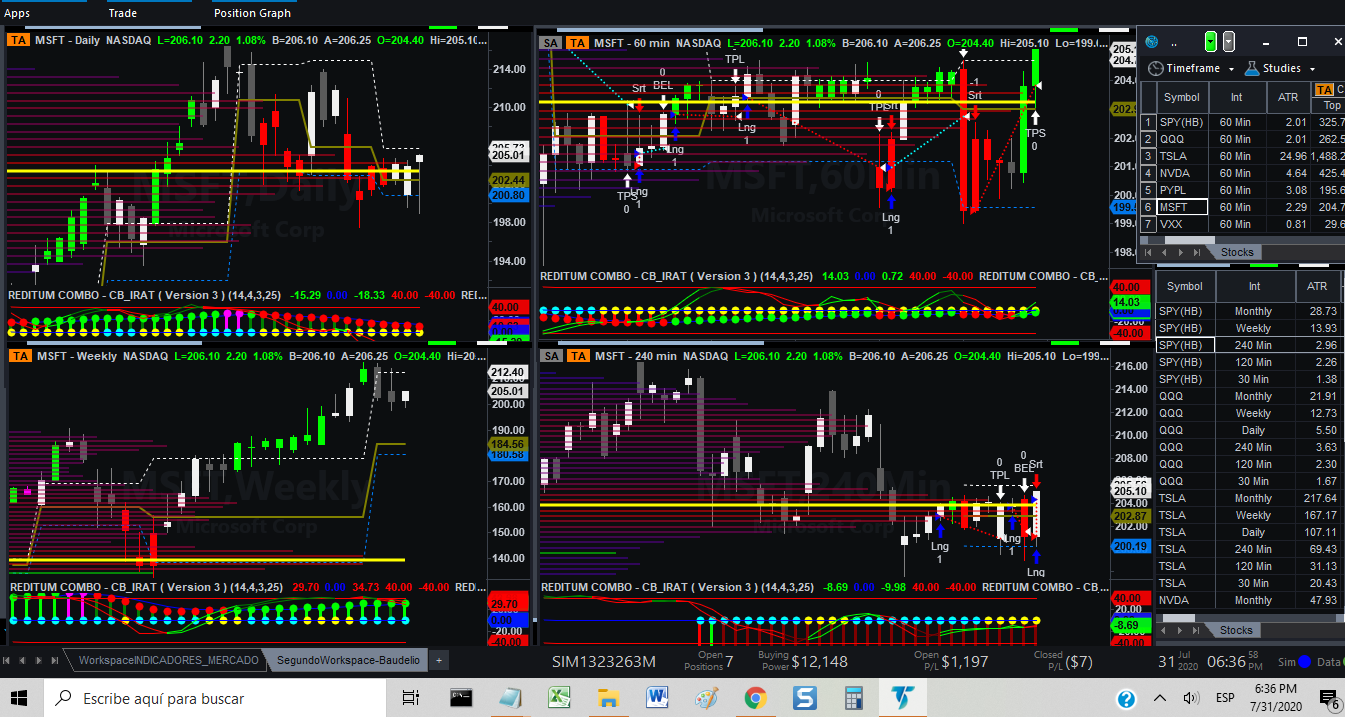 Apps Trade Position Graph
TA MSFT - Daily NASDAQ L=206.10 2.20 1.08% B=206.10 A=206.25 O=204.40 Hi=205.10...
214.00
210.00
205.01
202.44
200.80
198.00
194.00
MSFT,Daily
Microsoft Corp
REDITUM COMBO - CB_IRAT ( Version 3 ) (14,4,3,25) -15.29 0.00 -18.33 40.00 -40.00 REI...
40.00
0.00
SA TA MSFT - 60 min NASDAQ L=206.10 2.20 1.08% B=206.10 A=206.25 O=204.40 Hi=205.10 Lo=199.0...
TPL
0
BEL
Srt
Lng
1
Lng
1
Lng
1
TPS
0
0
Lng
1
-1
Srt
TPS
0
204.
202.
201.
200.
199.
198.
MSFT,60Min
Microsoft Corp
REDITUM COMBO - CB_IRAT ( Version 3 ) (14,4,3,25) 14.03 0.00 0.72 40.00 -40.00 REDITUM COMBO - CB_...
40.00
14.03
-40.00
TA MSFT - Weekly NASDAQ L=206.10 2.20 1.08% B=206.10 A=206.25 O=204.40 Hi=20 ...
212.40
205.01
200.00
190.00
184.56
180.58
170.00
160.00
150.00
140.00
MSFT,Weekly
Microsoft Corp
REDITUM COMBO - CB_IRAT ( Version 3 ) (14,4,3,25) 29.70 0.00 34.73 40.00 -40.00 RED...
29.70
0.00
-20.00
-40.00
SA TA MSFT - 240 min NASDAQ L=206.10 2.20 1.08% B=206.10 A=206.25 O=204.40 Hi=205.10 Lo=199...
216.00
214.00
212.00
210.00
208.00
205.10
204.00
202.87
202.00
200.19
0
TPL
0
BEL
Srt
Lng
1
Lng
1
Lng
MSFT,240Min
Microsoft Corp
REDITUM COMBO - CB_IRAT ( Version 3 ) (14,4,3,25) -8.69 0.00 -9.98 40.00 -40.00 REDITUM COMBO - CB...
40.00
20.00
-8.69
-40.00
..
Timeframe Studies
Symbol Int ATR TA C
Top
1 SPY(HB) 60 Min 2.01 325.7
2 QQQ 60 Min 2.01 262.5
3 TSLA 60 Min 24.96 1,488.2
4 NVDA 60 Min 4.64 425.4
5 PYPL 60 Min 3.08 195.6
6 MSFT 60 Min 2.29 204.7
7 VXX 60 Min 0.81 29.6
Stocks
Symbol Int ATR
SPY(HB) Monthly 28.73
SPY(HB) Weekly 13.93
SPY(HB) 240 Min 2.96
SPY(HB) 120 Min 2.26
SPY(HB) 30 Min 1.38
QQQ Monthly 21.91
QQQ Weekly 12.73
QQQ Daily 5.50
QQQ 240 Min 3.63
QQQ 120 Min 2.30
QQQ 30 Min 1.67
TSLA Monthly 217.64
TSLA Weekly 167.17
TSLA Daily 107.11
TSLA 240 Min 69.43
TSLA 120 Min 31.13
TSLA 30 Min 20.43
NVDA Monthly 47.93
Stocks
WorkspaceINDICADORES_MERCADO SegundoWorkspace-Baudelio +
SIM1323263M
Open Positions 7
Buying Power $12,148
Open P/L $1,197
Closed P/L ($7)
31 Jul 2020 06:36 58 PM Sim Data
Escribe aquí para buscar
ESP
6:36 PM
7/31/2020
6